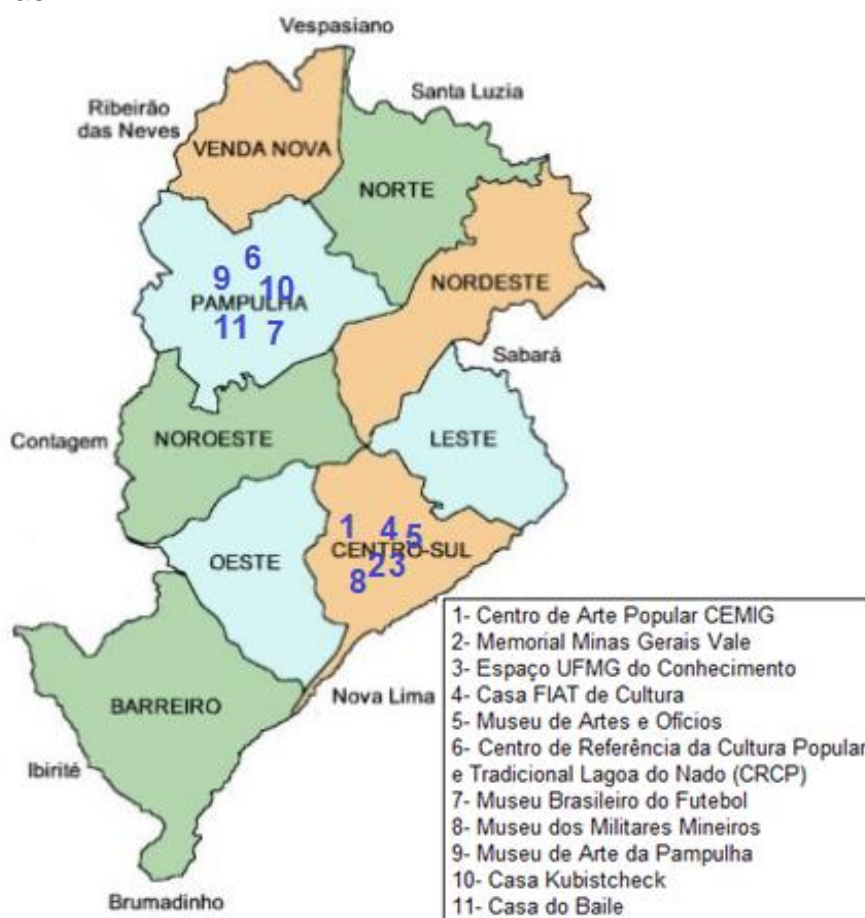 Vespasiano
Santa Luzia
Ribeirão
das Neves
VENDA NOVA
NORTE
6
9
10
NORDESTE
PAMPULHA
11
7
Sabará
Contagem
NOROESTE
LESTE
1
4
5
CENTRO-SUL
OESTE
2
3
8
Nova Lima
BARREIRO
Ibirité
Brumadinho
1- Centro de Arte Popular CEMIG
2- Memorial Minas Gerais Vale
3- Espaço UFMG do Conhecimento
4- Casa FIAT de Cultura
5- Museu de Artes e Ofícios
6- Centro de Referência da Cultura Popular
e Tradicional Lagoa do Nado (CRCP)
7- Museu Brasileiro do Futebol
8- Museu dos Militares Mineiros
9- Museu de Arte da Pampulha
10- Casa Kubistcheck
11- Casa do Baile